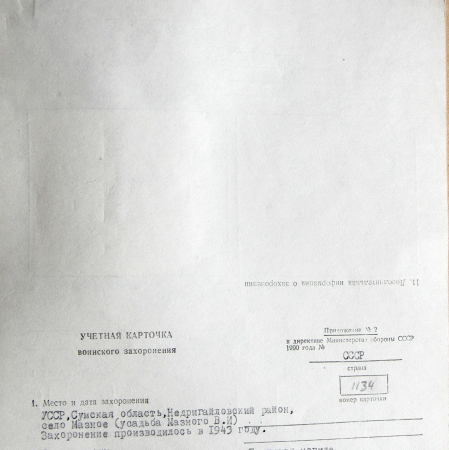 11. Дополнительная информация о захоронении
УЧЕТНАЯ КАРТОЧКА
воинского захоронения
Приложение № 2
к директиве Министерства обороны СССР
1990 года №
СССР
страна
1134
номер карточки
1. Место и дата захоронения
УССР,Сумская область,Недригайловский район,
село Мазное (усадьба Мазного В.И)
Захоронение производилось в 1943 году.